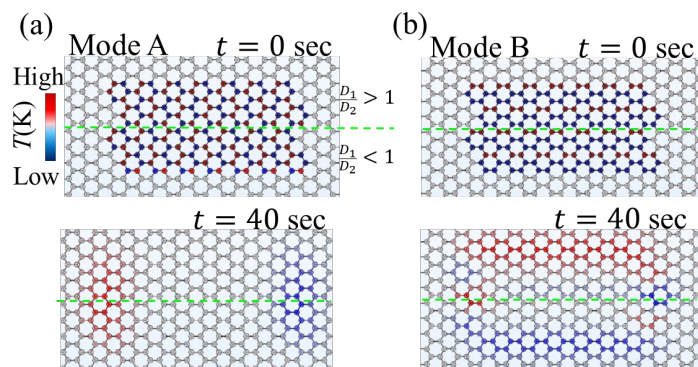 (a)
Mode A
t = 0 sec
High
T(K)
Low
D₁/D₂ > 1
D₁/D₂ < 1
t = 40 sec
(b)
Mode B
t = 0 sec
t = 40 sec